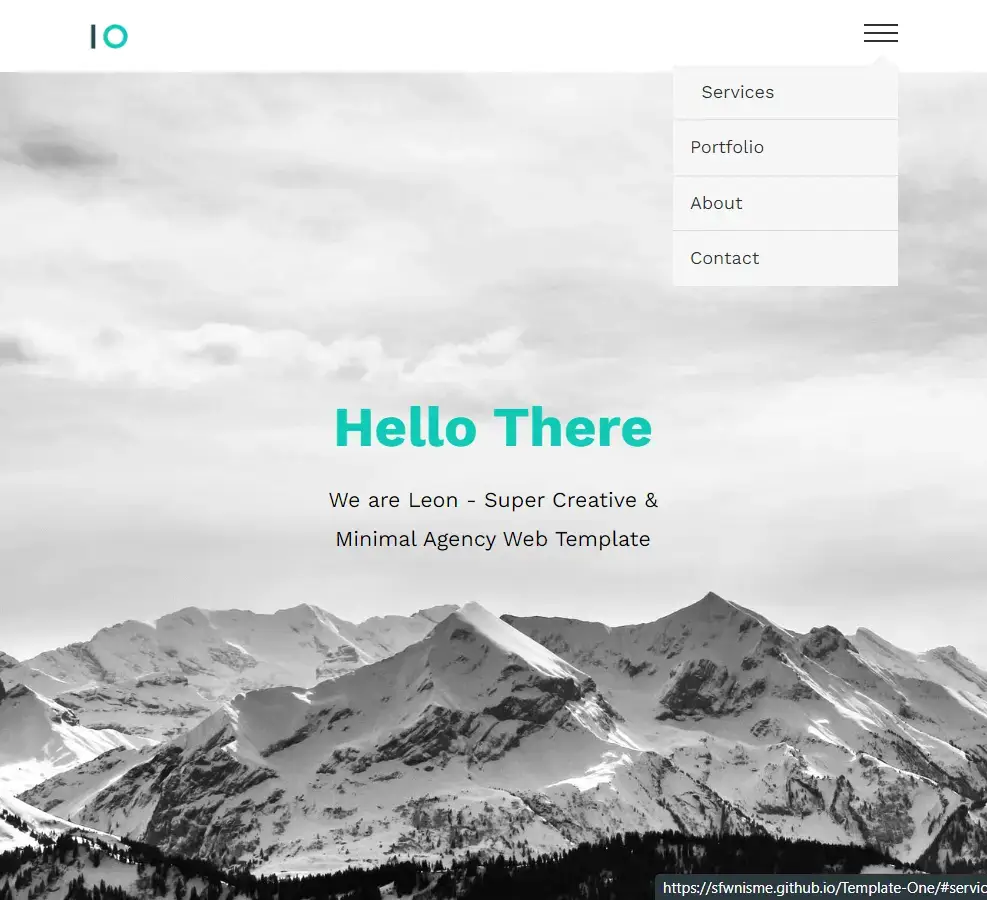 IO
Services
Portfolio
About
Contact
Hello There
We are Leon - Super Creative &
Minimal Agency Web Template
https://sfwnisme.github.io/Template-One/#servic